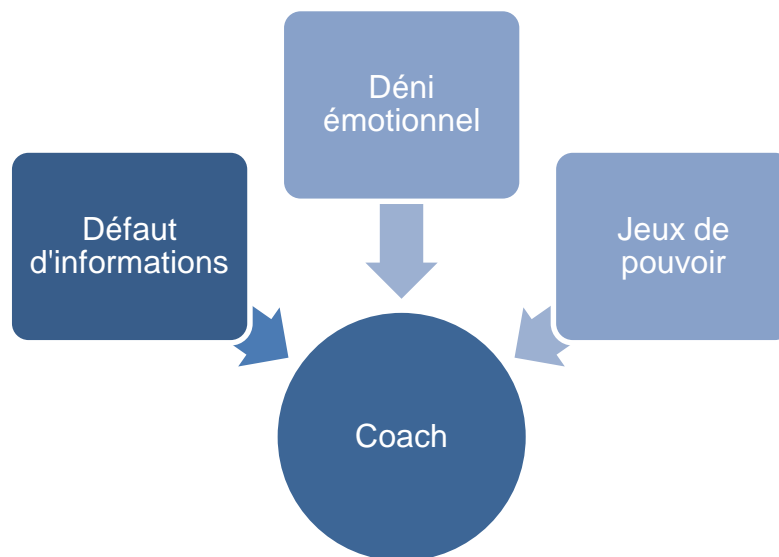 Déni
émotionnel
Défaut
d'informations
Jeux de
pouvoir
Coach